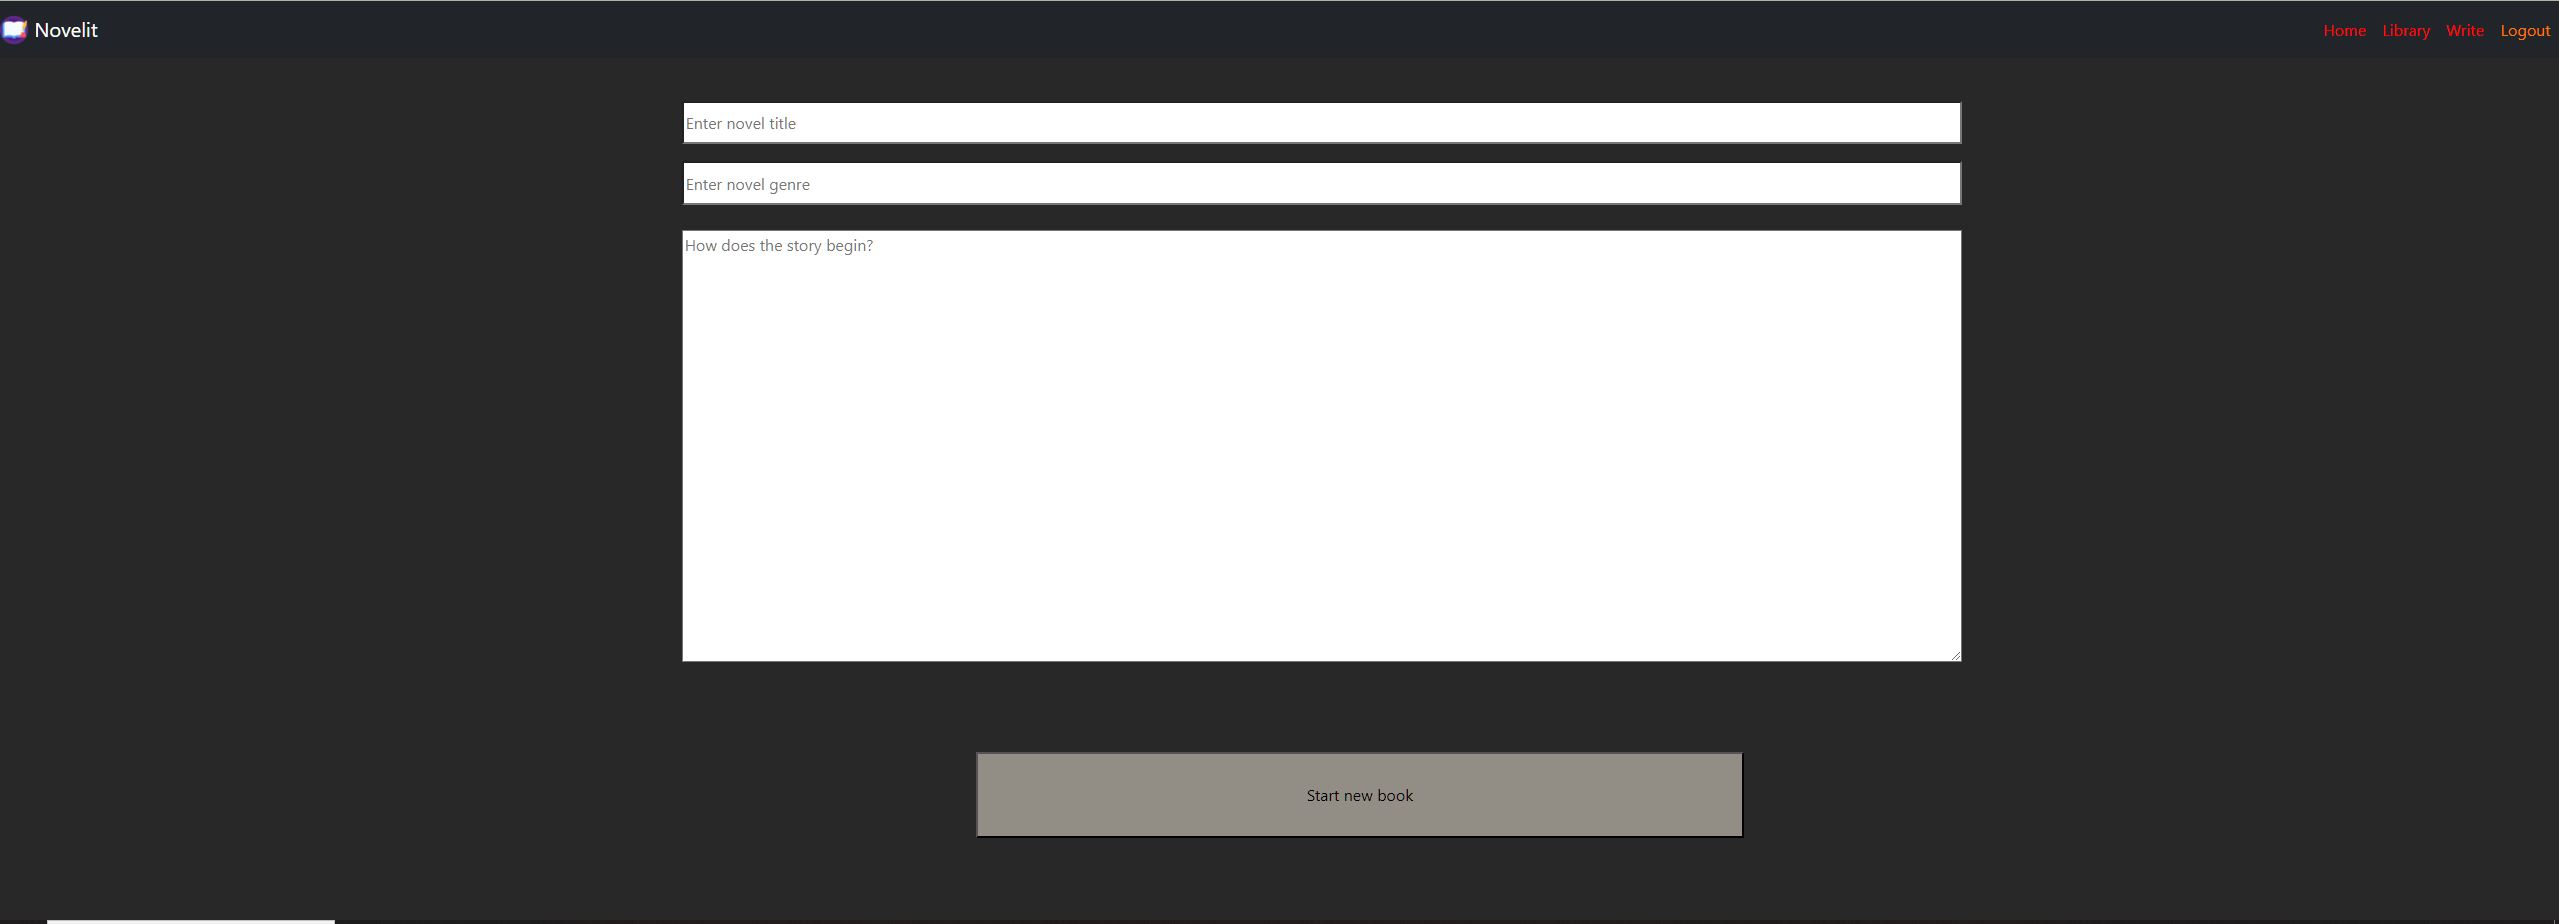 Novelit
Home Library Write Logout
Enter novel title
Enter novel genre
How does the story begin?
Start new book